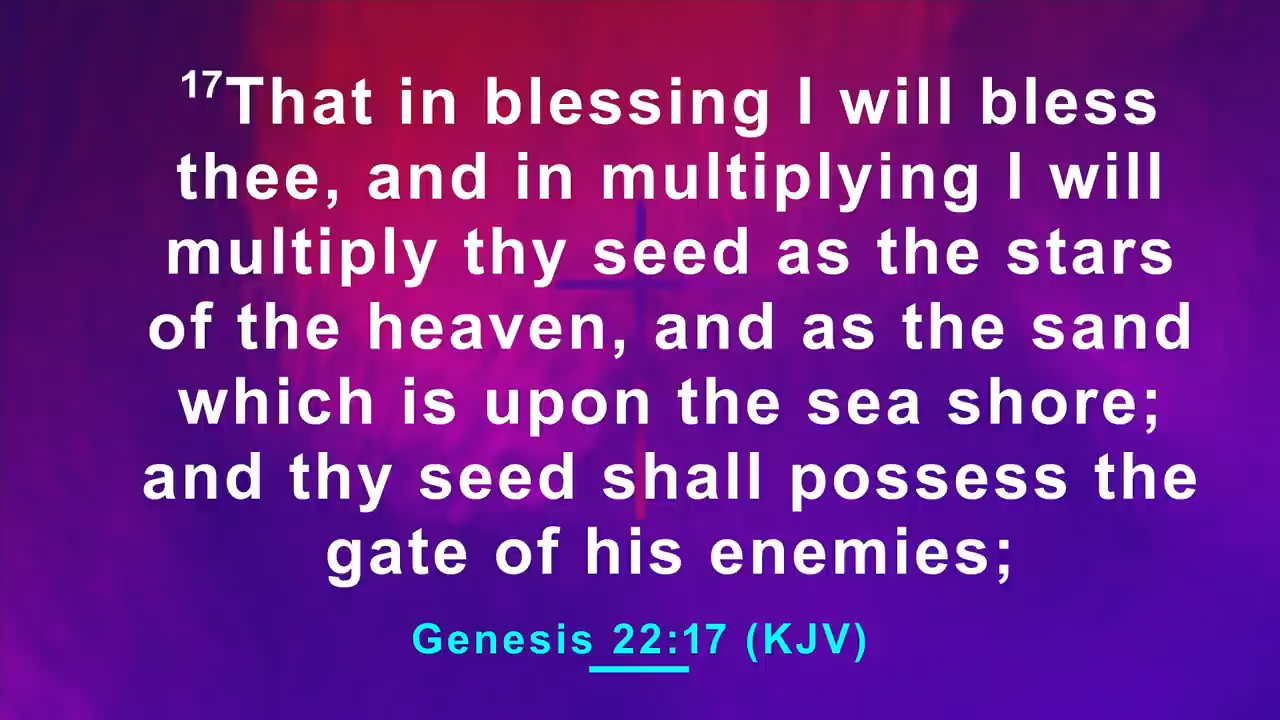 17That in blessing I will bless
thee, and in multiplying I will
multiply thy seed as the stars
of the heaven, and as the sand
which is upon the sea shore;
and thy seed shall possess the
gate of his enemies;
Genesis 22:17 (KJV)